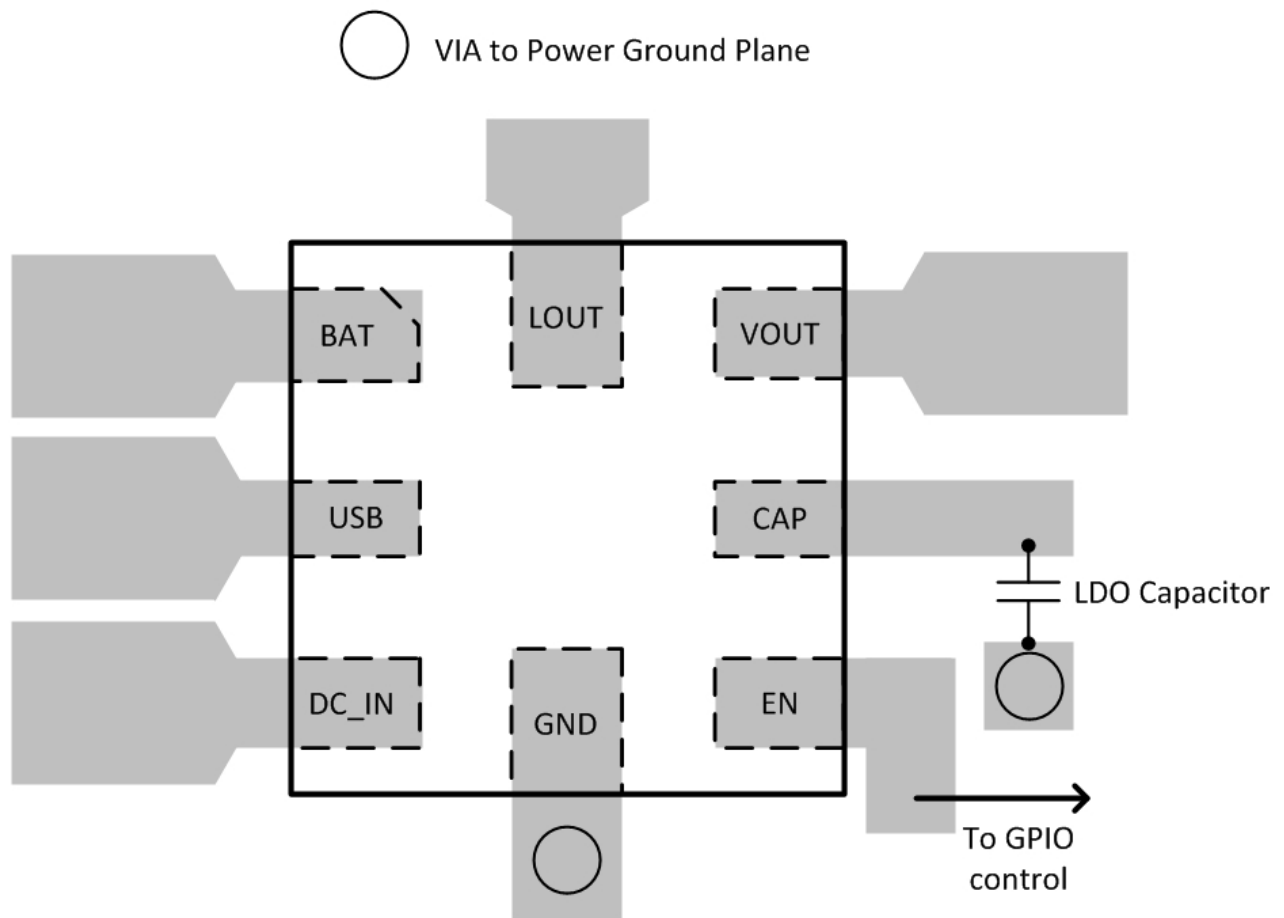 VIA to Power Ground Plane
LOUT
BAT
VOUT
USB
CAP
LDO Capacitor
DC_IN
GND
EN
To GPIO
control